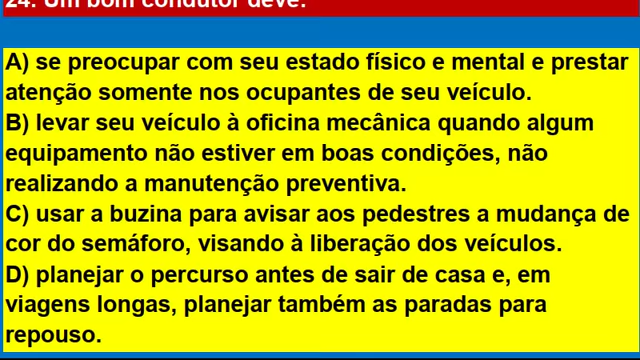 24. Um bom condutor deve:
A) se preocupar com seu estado físico e mental e prestar
atenção somente nos ocupantes de seu veículo.
B) levar seu veículo à oficina mecânica quando algum
equipamento não estiver em boas condições, não
realizando a manutenção preventiva.
C) usar a buzina para avisar aos pedestres a mudança de
cor do semáforo, visando à liberação dos veículos.
D) planejar o percurso antes de sair de casa e, em
viagens longas, planejar também as paradas para
repouso.